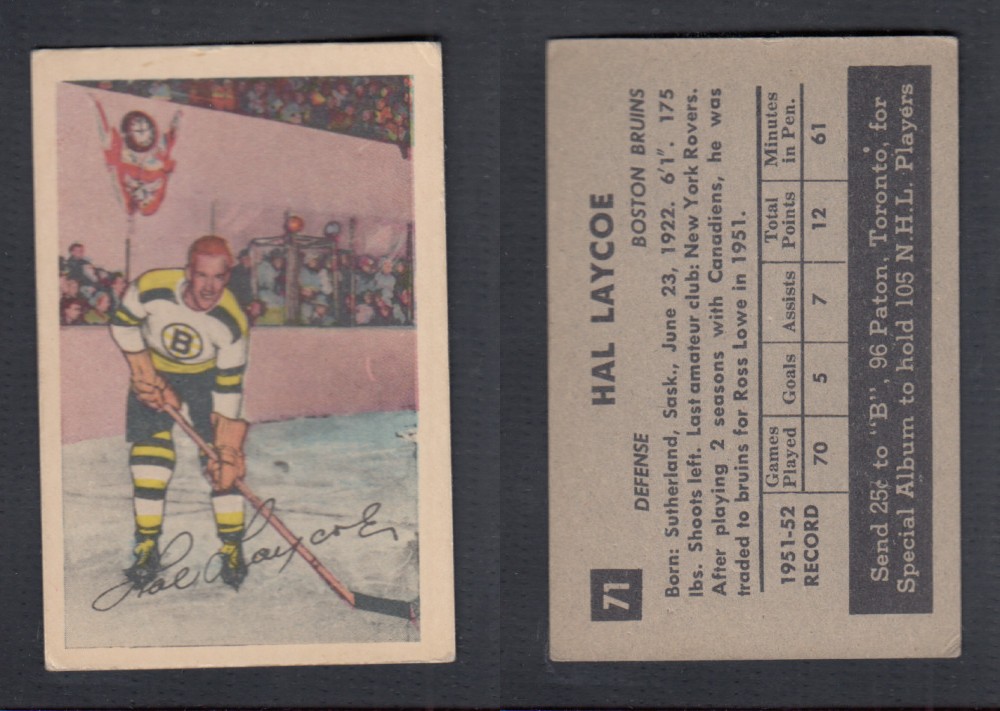 B
Hal Laycoe
71
HAL LAYCOE
DEFENSE BOSTON BRUINS
Born: Sutherland, Sask., June 23, 1922. 6'1". 175
lbs. Shoots left. Last amateur club: New York Rovers.
After playing 2 seasons with Canadiens, he was
traded to bruins for Ross Lowe in 1951.
1951-52 RECORD
Games Played Goals Assists Total Points Minutes in Pen.
70 5 7 12 61
Send 25¢ to "B", 96 Paton, Toronto, for
Special Album to hold 105 N.H.L. Players